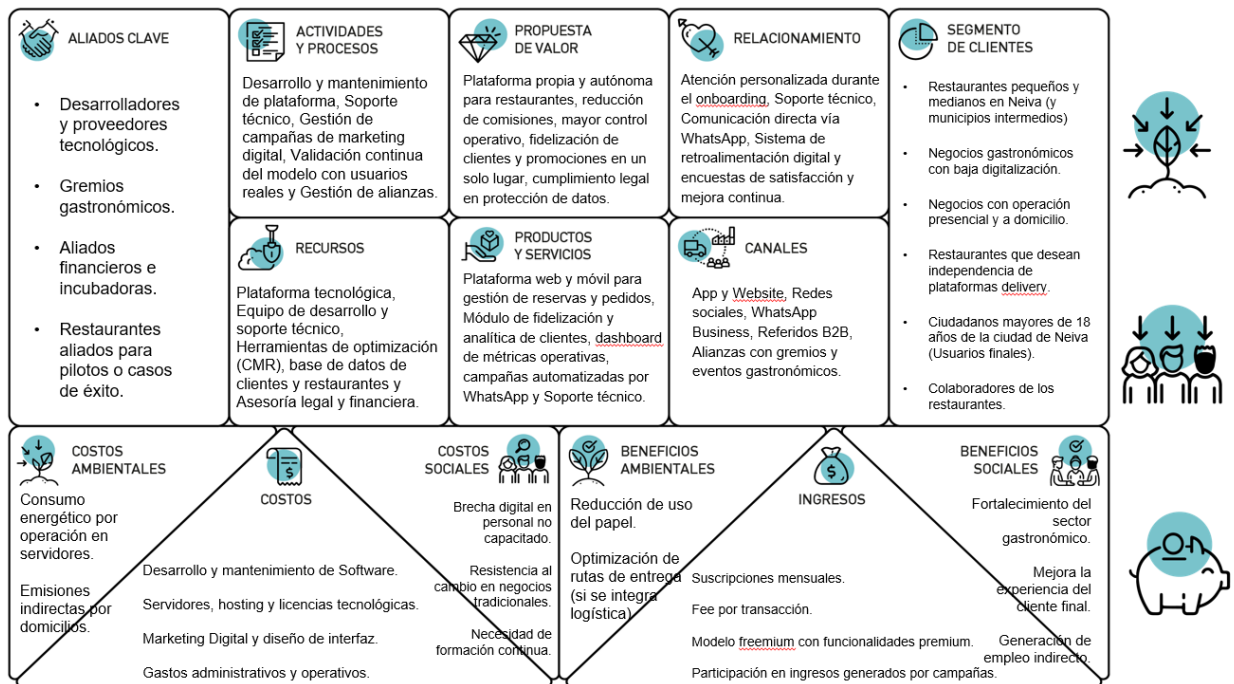 ALIADOS CLAVE
• Desarrolladores
y proveedores
tecnológicos.
• Gremios
gastronómicos.
• Aliados
financieros e
incubadoras.
• Restaurantes
aliados para
pilotos o casos
de éxito.
ACTIVIDADES
Y PROCESOS
Desarrollo y mantenimiento
de plataforma, Soporte
técnico, Gestión de
campañas de marketing
digital, Validación continua
del modelo con usuarios
reales y Gestión de alianzas.
RECURSOS
Plataforma tecnológica,
Equipo de desarrollo y
soporte técnico,
Herramientas de optimización
(CMR), base de datos de
clientes y restaurantes y
Asesoría legal y financiera.
PROPUESTA
DE VALOR
Plataforma propia y autónoma
para restaurantes, reducción
de comisiones, mayor control
operativo, fidelización de
clientes y promociones en un
solo lugar, cumplimiento legal
en protección de datos.
PRODUCTOS
Y SERVICIOS
Plataforma web y móvil para
gestión de reservas y pedidos,
Módulo de fidelización y
analítica de clientes, dashboard
de métricas operativas,
campañas automatizadas por
WhatsApp y Soporte técnico.
RELACIONAMIENTO
Atención personalizada durante
el onboarding, Soporte técnico,
Comunicación directa vía
WhatsApp, Sistema de
retroalimentación digital y
encuestas de satisfacción y
mejora continua.
CANALES
App y Website, Redes
sociales, WhatsApp
Business, Referidos B2B,
Alianzas con gremios y
eventos gastronómicos.
SEGMENTO
DE CLIENTES
• Restaurantes pequeños y
medianos en Neiva (y
municipios intermedios)
• Negocios gastronómicos
con baja digitalización.
• Negocios con operación
presencial y a domicilio.
• Restaurantes que desean
independencia de
plataformas delivery.
• Ciudadanos mayores de 18
años de la ciudad de Neiva
(Usuarios finales).
• Colaboradores de los
restaurantes.
COSTOS
AMBIENTALES
Consumo
energético por
operación en
servidores.
Emisiones
indirectas por
domicilios.
COSTOS
$
Desarrollo y mantenimiento de Software.
Servidores, hosting y licencias tecnológicas.
Marketing Digital y diseño de interfaz.
Gastos administrativos y operativos.
COSTOS
SOCIALES
Brecha digital en
personal no
capacitado.
Resistencia al
cambio en negocios
tradicionales.
Necesidad de
formación continua.
BENEFICIOS
AMBIENTALES
Reducción de uso
del papel.
Optimización de
rutas de entrega
(si se integra
logística)
INGRESOS
$
Suscripciones mensuales.
Fee por transacción.
Modelo freemium con funcionalidades premium.
Participación en ingresos generados por campañas.
BENEFICIOS
SOCIALES
Fortalecimiento del
sector
gastronómico.
Mejora la
experiencia del
cliente final.
Generación de
empleo indirecto.